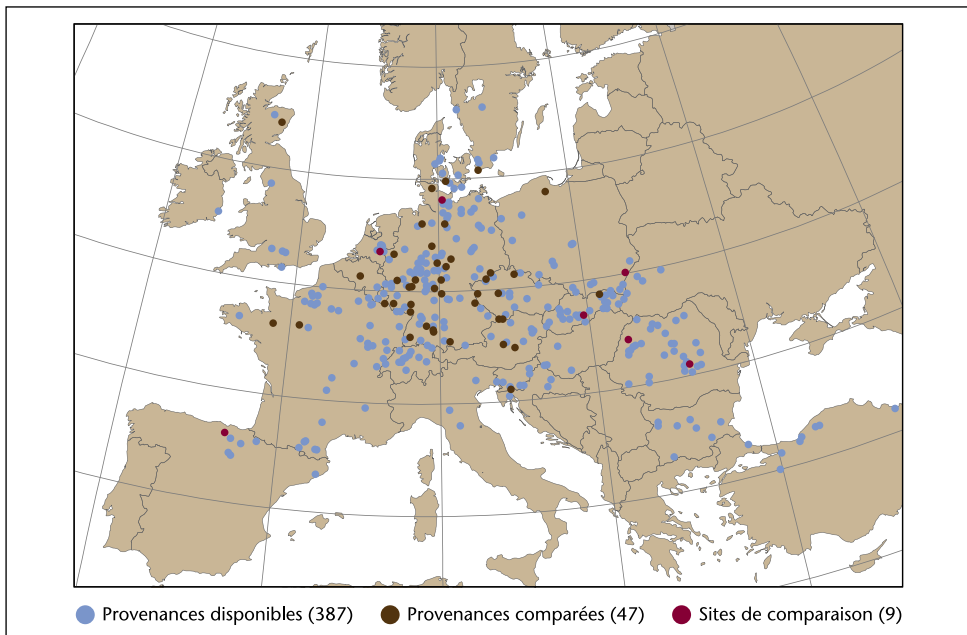 Provenances disponibles (387) Provenances comparées (47) Sites de comparaison (9)